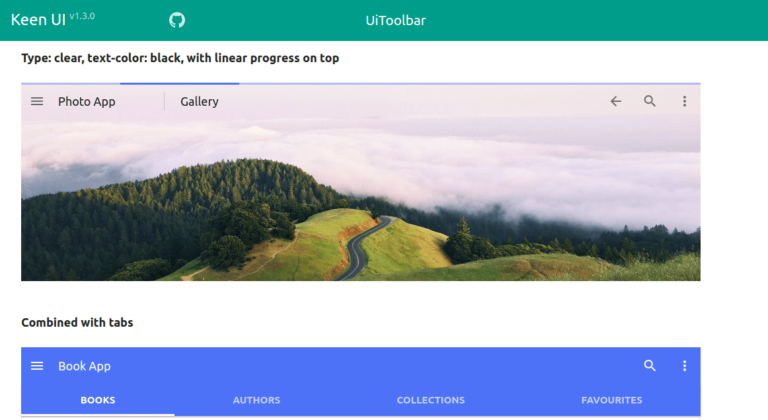 Keen UI v1.3.0 UiToolbar
Type: clear, text-color: black, with linear progress on top
Photo App Gallery
Combined with tabs
Book App
BOOKS AUTHORS COLLECTIONS FAVOURITES